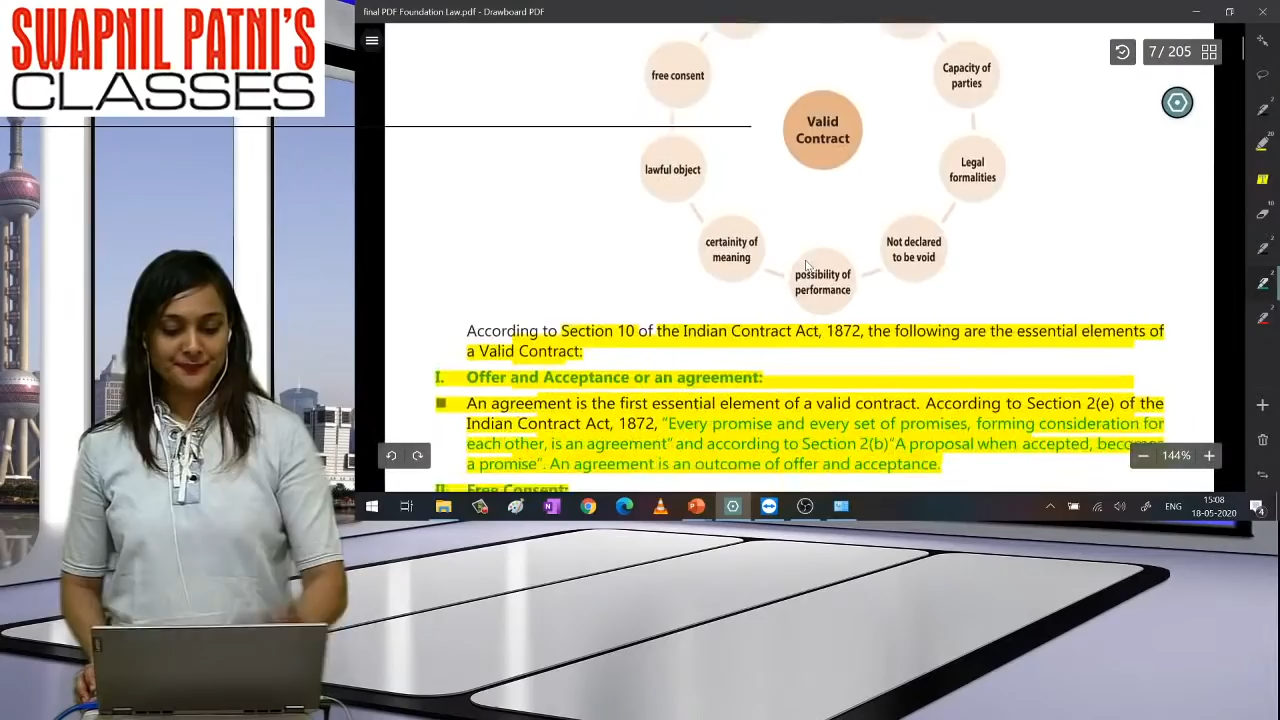 SWAPNIL PATNI'S
CLASSES
final PDF Foundation Law.pdf - Drawboard PDF
7 / 205
free consent
Capacity of
parties
Valid
Contract
lawful object
Legal
formalities
certainity of
meaning
Not declared
to be void
possibility of
performance
According to Section 10 of the Indian Contract Act, 1872, the following are the essential elements of
a Valid Contract:
I. Offer and Acceptance or an agreement:
An agreement is the first essential element of a valid contract. According to Section 2(e) of the
Indian Contract Act, 1872, “Every promise and every set of promises, forming consideration for
each other, is an agreement” and according to Section 2(b)“A proposal when accepted, becomes
a promise”. An agreement is an outcome of offer and acceptance.
II. Free Consent:
144%
ENG
15:08
18-05-2020